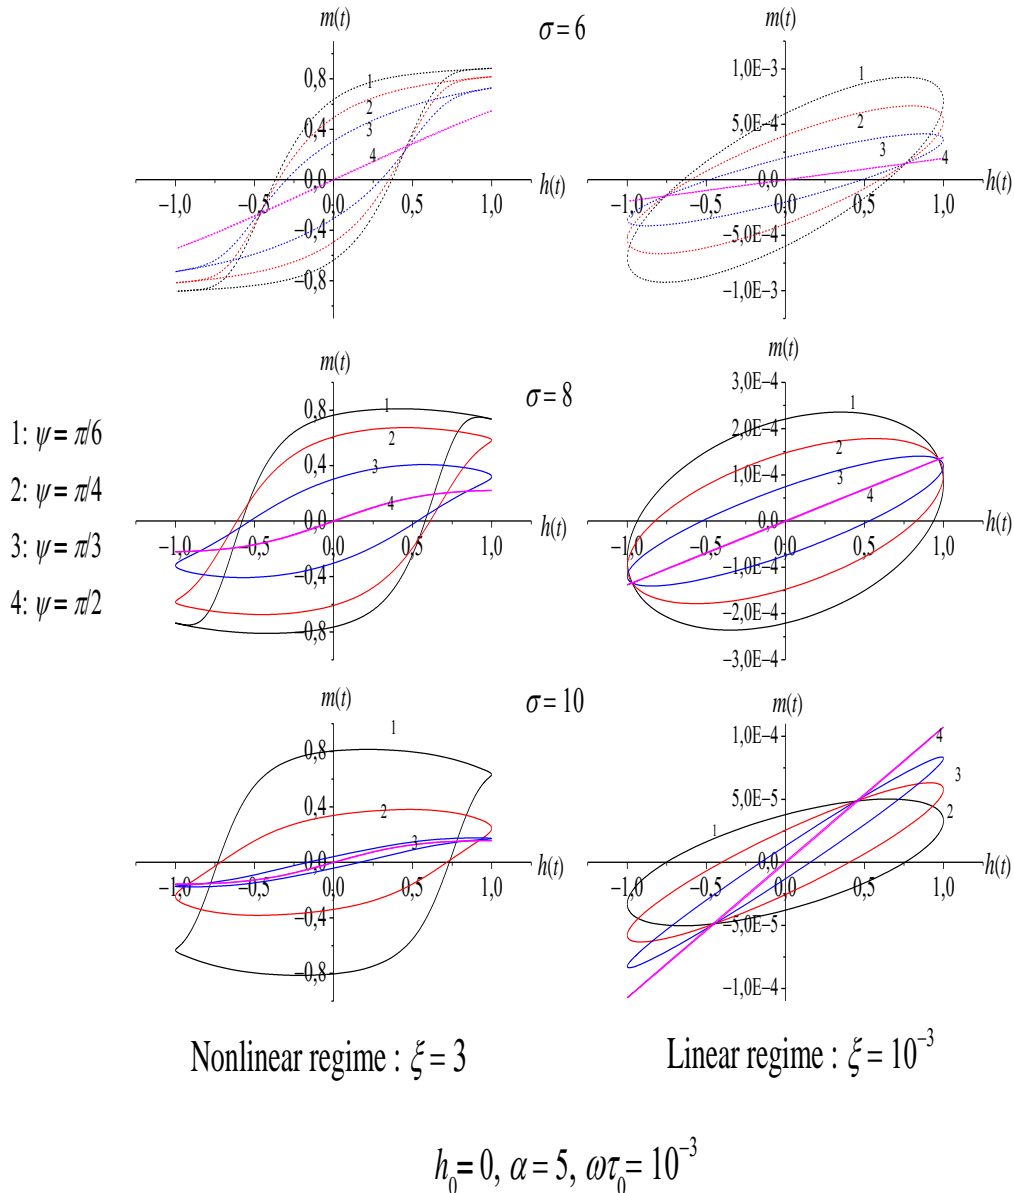 m(t)
σ = 6
m(t)
0,8
0,4
0,0
−0,4
−0,8
−1,0
−0,5
0,0
0,5
1,0
h(t)
1
2
3
4
1,0E−3
5,0E−4
0,0
−5,0E−4
−1,0E−3
−1,0
−0,5
0,0
0,5
1,0
h(t)
1
2
3
4
m(t)
σ = 8
m(t)
0,8
0,4
0,0
−0,4
−0,8
−1,0
−0,5
0,0
0,5
1,0
h(t)
1
2
3
4
3,0E−4
2,0E−4
1,0E−4
0,0
−1,0E−4
−2,0E−4
−3,0E−4
−1,0
−0,5
0,0
0,5
1,0
h(t)
1
2
3
4
1: ψ = π/6
2: ψ = π/4
3: ψ = π/3
4: ψ = π/2
m(t)
σ = 10
m(t)
0,8
0,4
0,0
−0,4
−0,8
−1,0
−0,5
0,0
0,5
1,0
h(t)
1
2
3
1,0E−4
5,0E−5
0,0
−5,0E−5
−1,0E−4
−1,0
−0,5
0,0
0,5
1,0
h(t)
1
2
3
4
Nonlinear regime : ξ = 3
Linear regime : ξ = 10⁻³
h₀ = 0, α = 5, ωτ₀ = 10⁻³